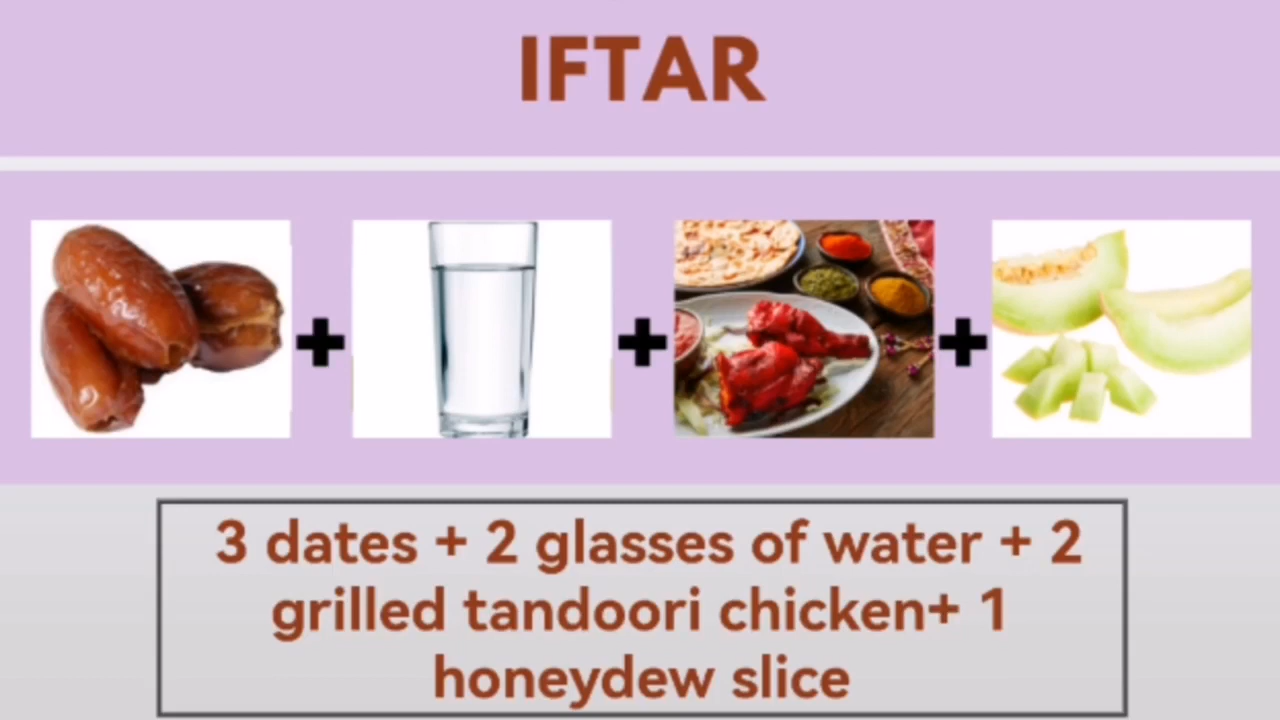 IFTAR
3 dates + 2 glasses of water + 2
grilled tandoori chicken+ 1
honeydew slice